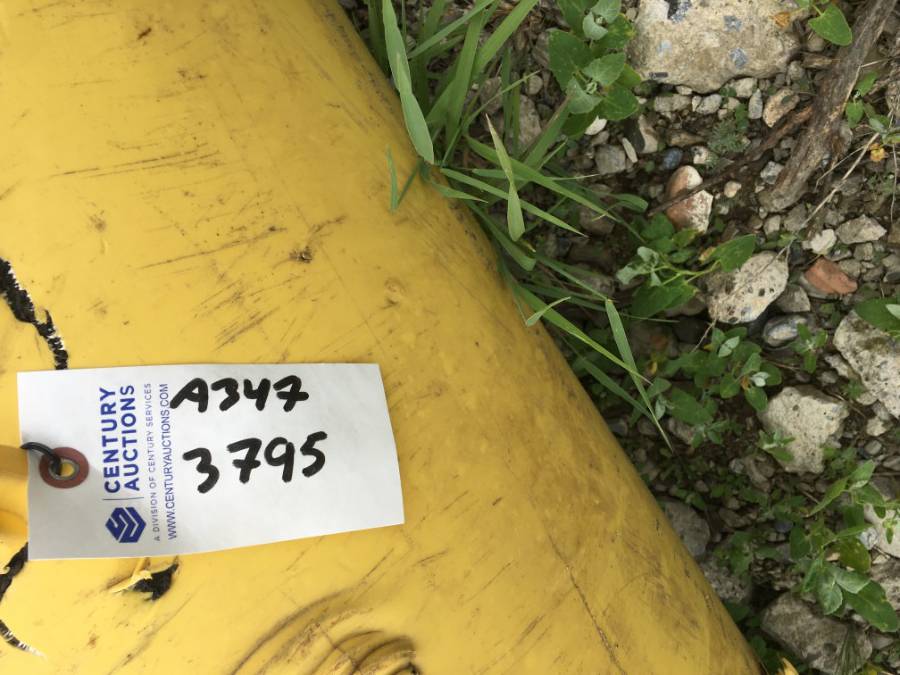 CENTURY
AUCTIONS
A DIVISION OF CENTURY SERVICES
WWW.CENTURYAUCTIONS.COM
A347
3795